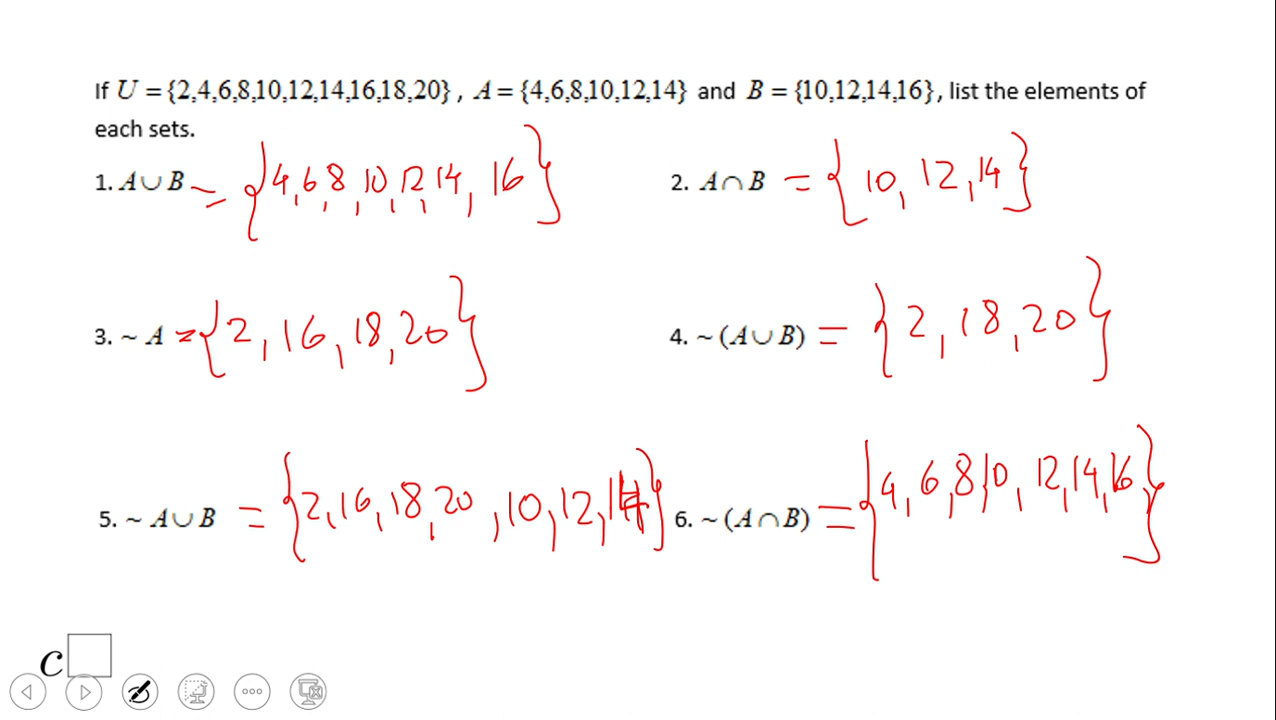 If U = {2,4,6,8,10,12,14,16,18,20} , A = {4,6,8,10,12,14} and B = {10,12,14,16}, list the elements of
each sets.
1. A∪B = {4,6,8,10,12,14, 16}
2. A∩B = {10, 12,14}
3. ~ A = {2,16,18,20}
4. ~ (A∪B) = {2,18,20}
5. ~ A∪B = {2,16,18,20 ,10,12,14}
6. ~ (A∩B) = {4,6,8,10, 12,14,16}
c